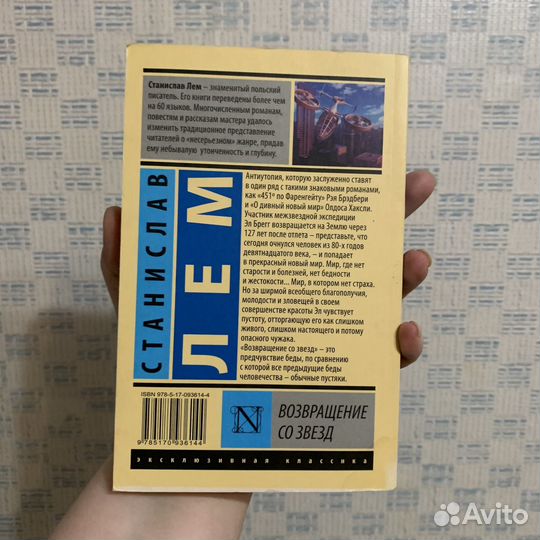 Станислав Лем – знаменитый польский
писатель. Его книги переведены более чем
на 60 языков. Многочисленным романам,
повестям и рассказам мастера удалось
изменить традиционное представление
читателей о «несерьезном» жанре, придав
ему небывалую утонченность и глубину.
СТАНИСЛАВ
ЛЕМ
Антиутопия, которую заслуженно ставят
в один ряд с такими знаковыми романами,
как «451° по Фаренгейту» Рэя Брэдбери
и «О дивный новый мир» Олдоса Хаксли.
Участник межзвездной экспедиции
Эл Брегг возвращается на Землю через
127 лет после отлета – представьте, что
сегодня очнулся человек из 80-х годов
девятнадцатого века, – и попадает
в прекрасный новый мир. Мир, где нет
старости и болезней, нет бедности
и жестокости... Мир, в котором нет страха.
Но за ширмой всеобщего благополучия,
молодости и зловещей в своем
совершенстве красоты Эл чувствует
пустоту, отторгающую его как слишком
живого, слишком настоящего и потому
опасного чужака.
«Возвращение со звезд» – это
предчувствие беды, по сравнению
с которой все предыдущие беды
человечества – обычные пустяки.
ISBN 978-5-17-093614-4
9 785170 936144
N
ВОЗВРАЩЕНИЕ
СО ЗВЕЗД
эксклюзивная классика
Avito